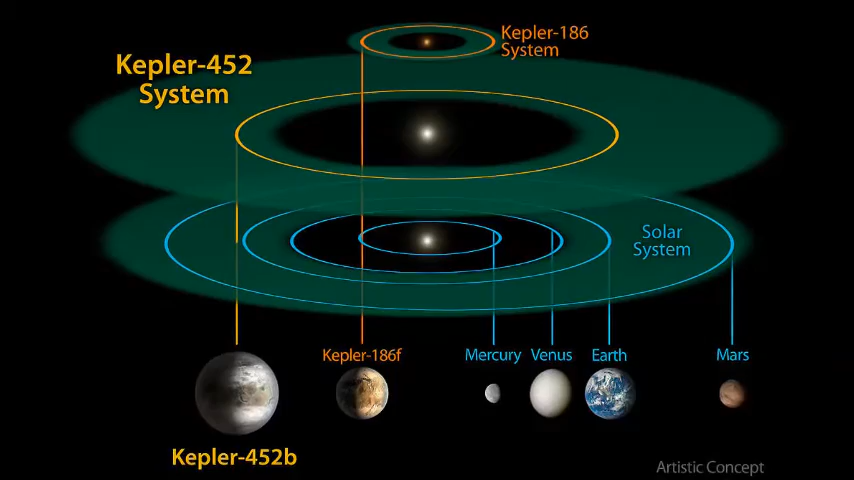 Kepler-186
System
Kepler-452
System
Solar
System
Kepler-186f
Mercury
Venus
Earth
Mars
Kepler-452b
Artistic Concept